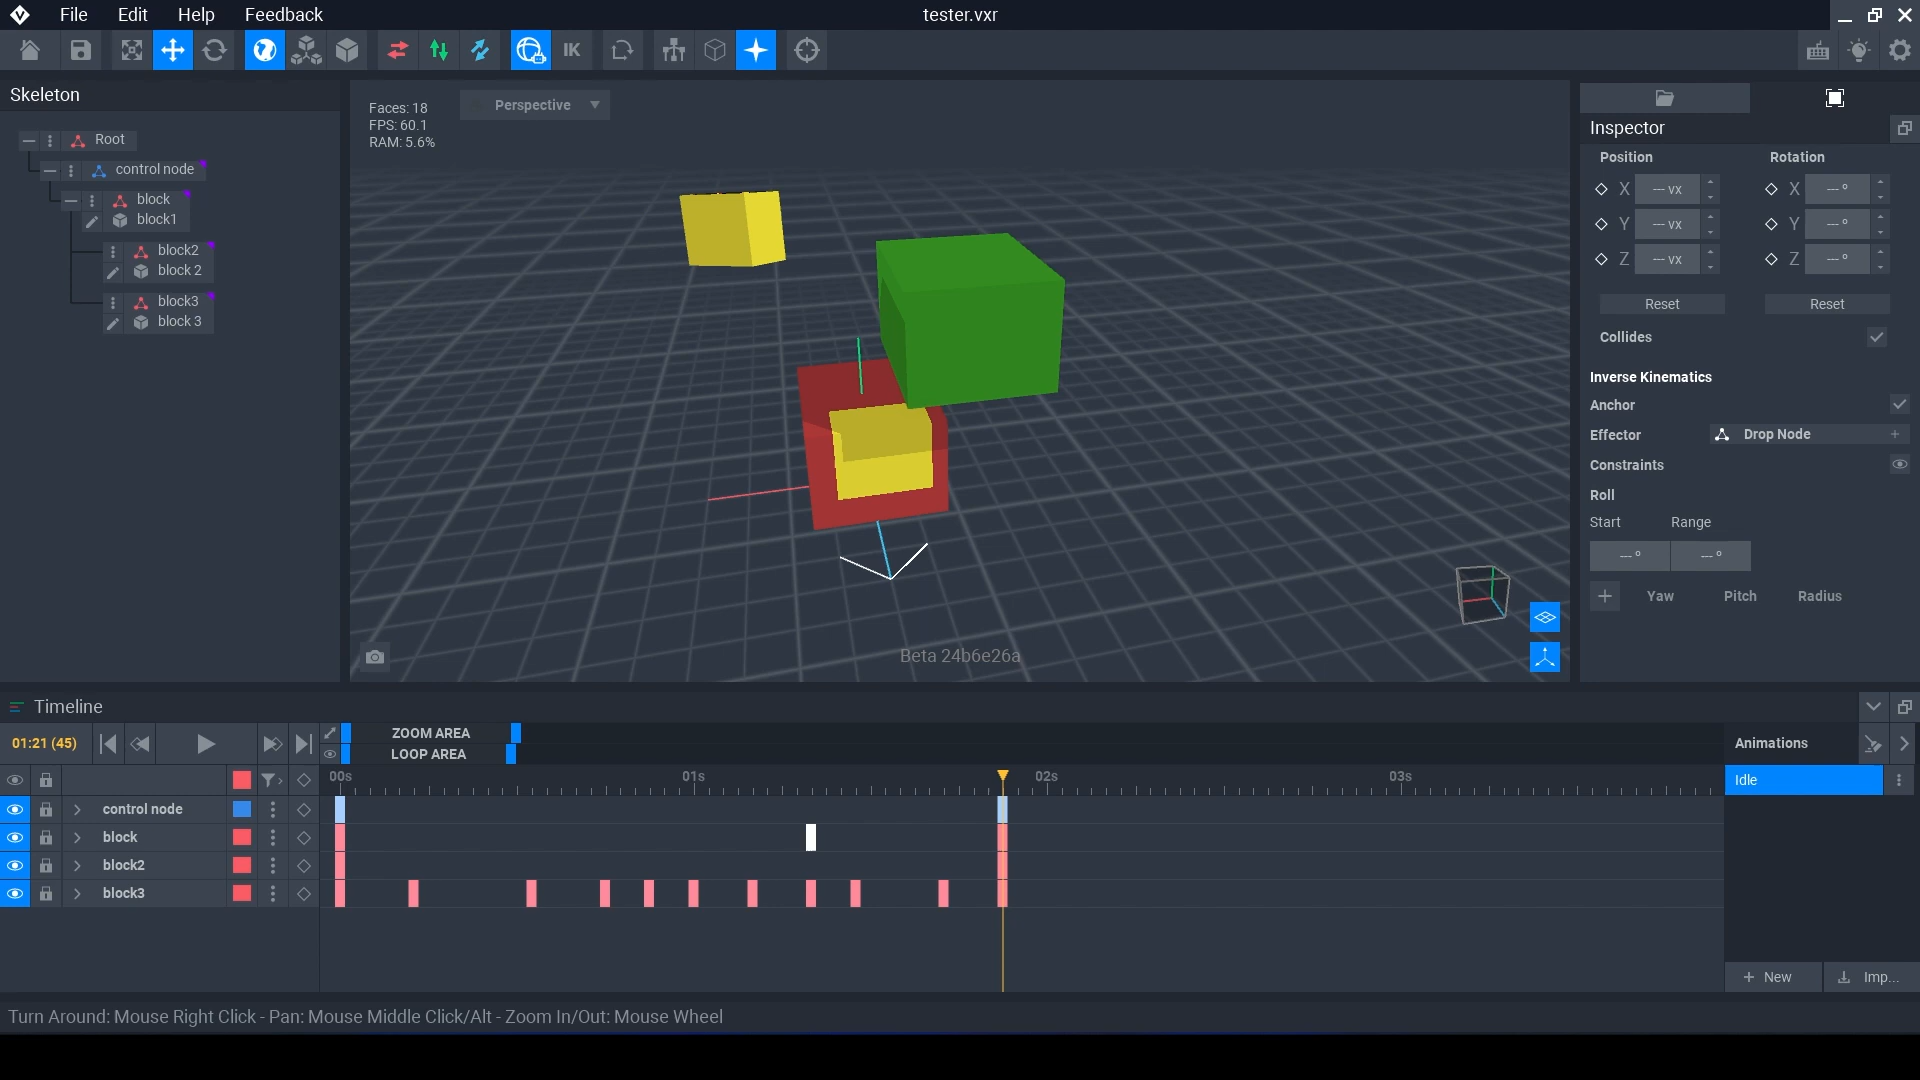 File Edit Help Feedback tester.vxr
IK
Skeleton
Root
control node
block
block1
block2
block 2
block3
block 3
Faces: 18
FPS: 60.1
RAM: 5.6%
Perspective
Beta 24b6e26a
Inspector
Position Rotation
X --- vx X --- º
Y --- vx Y --- º
Z --- vx Z --- º
Reset Reset
Collides
Inverse Kinematics
Anchor
Effector Drop Node +
Constraints
Roll
Start Range
--- º --- º
+ Yaw Pitch Radius
Timeline
01:21 (45) ZOOM AREA
LOOP AREA
Animations
00s 01s 02s 03s
Idle
control node
block
block2
block3
+ New Imp...
Turn Around: Mouse Right Click - Pan: Mouse Middle Click/Alt - Zoom In/Out: Mouse Wheel